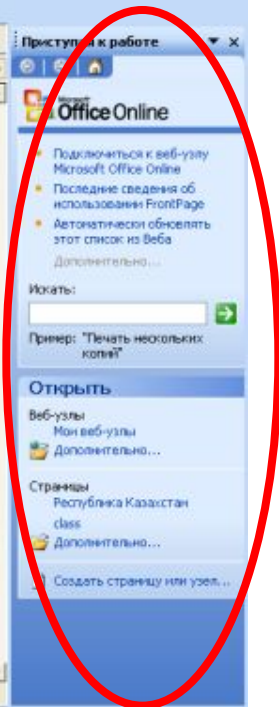 Приступая к работе
Microsoft
Office Online
Подключиться к веб-узлу
Microsoft Office Online
Последние сведения об
использовании FrontPage
Автоматически обновлять
этот список из Веба
Дополнительно...
Искать:
Пример: "Печать нескольких
копий"
Открыть
Веб-узлы
Мои веб-узлы
Дополнительно...
Страницы
Республика Казахстан
class
Дополнительно...
Создать страницу или узел...